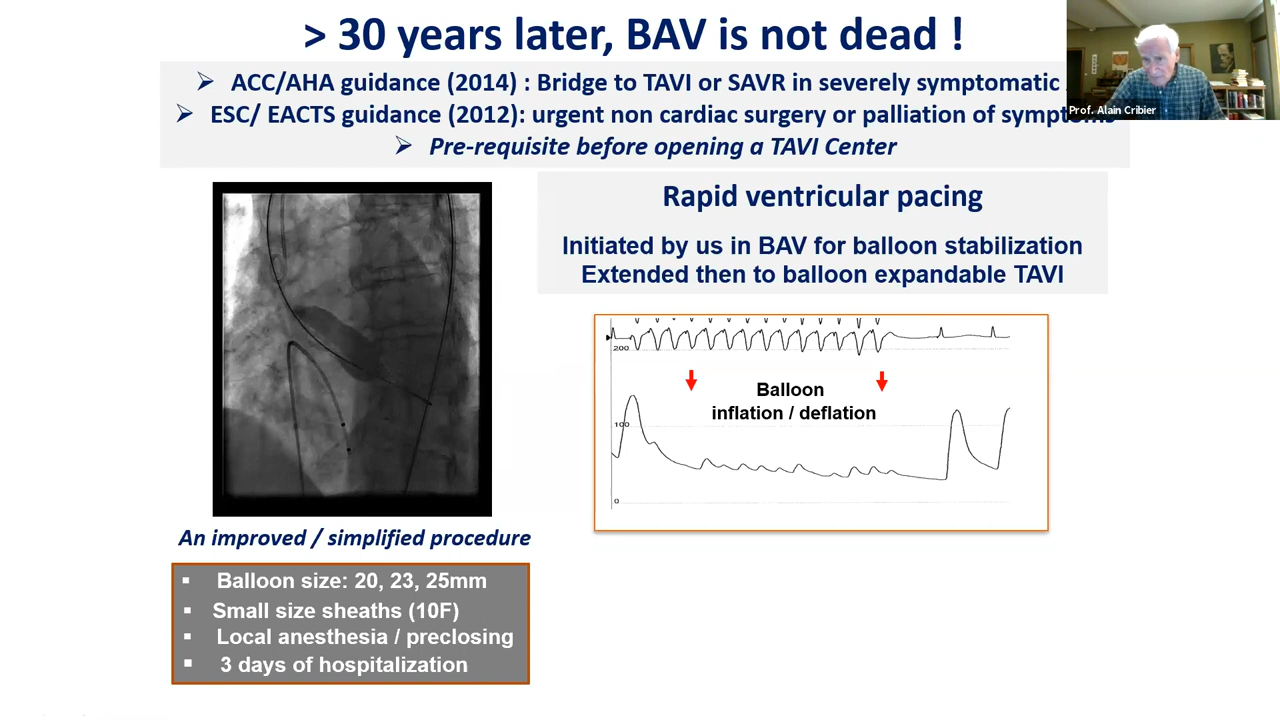 > 30 years later, BAV is not dead !
➢ ACC/AHA guidance (2014) : Bridge to TAVI or SAVR in severely symptomatic
➢ ESC/ EACTS guidance (2012): urgent non cardiac surgery or palliation of symptoms
➢ Pre-requisite before opening a TAVI Center
Prof. Alain Cribier
Rapid ventricular pacing
Initiated by us in BAV for balloon stabilization
Extended then to balloon expandable TAVI
200
Balloon
inflation / deflation
100
0
An improved / simplified procedure
▪ Balloon size: 20, 23, 25mm
▪ Small size sheaths (10F)
▪ Local anesthesia / preclosing
▪ 3 days of hospitalization